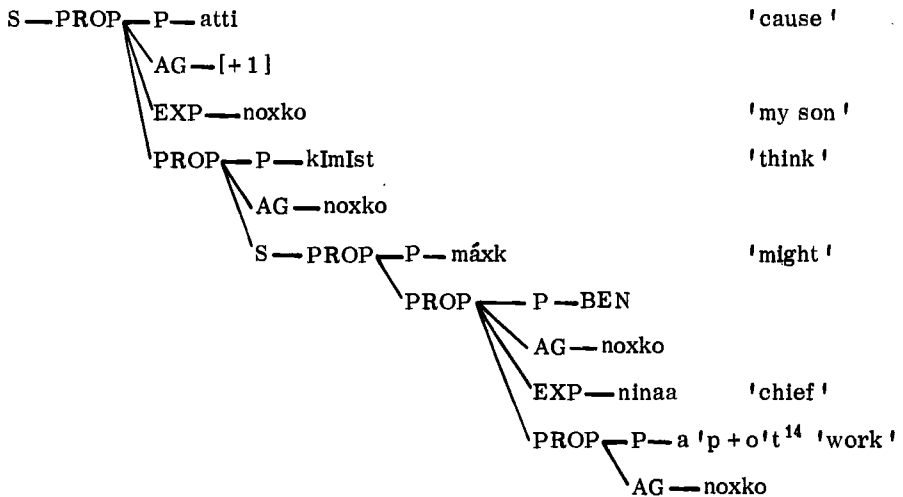 S — PROP — P — atti 'cause'
AG — [+1]
EXP — noxko 'my son'
PROP — P — kImIst 'think'
AG — noxko
S — PROP — P — máxk 'might'
PROP — P — BEN
AG — noxko
EXP — ninaa 'chief'
PROP — P — a'p+o't¹⁴ 'work'
AG — noxko